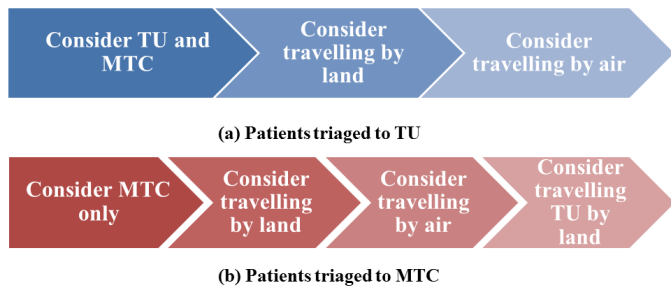 Consider TU and
MTC
Consider
travelling by
land
Consider
travelling by air
(a) Patients triaged to TU
Consider MTC
only
Consider
travelling
by land
Consider
travelling
by air
Consider
travelling
TU by
land
(b) Patients triaged to MTC